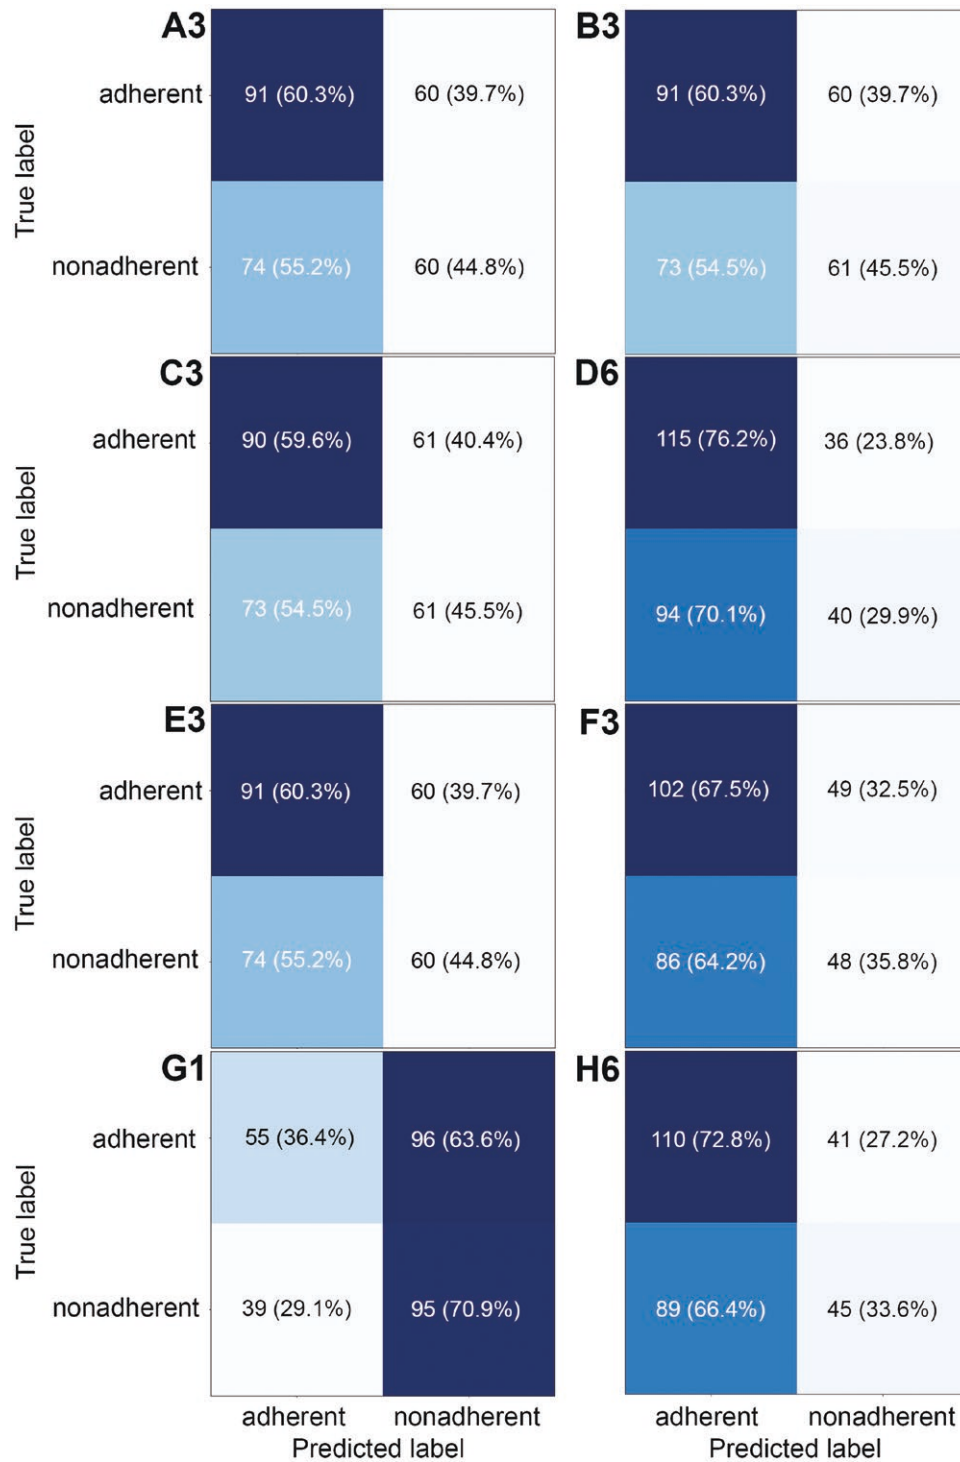 A3 B3
adherent 91 (60.3%) 60 (39.7%) 91 (60.3%) 60 (39.7%)
True label
nonadherent 74 (55.2%) 60 (44.8%) 73 (54.5%) 61 (45.5%)
C3 D6
adherent 90 (59.6%) 61 (40.4%) 115 (76.2%) 36 (23.8%)
True label
nonadherent 73 (54.5%) 61 (45.5%) 94 (70.1%) 40 (29.9%)
E3 F3
adherent 91 (60.3%) 60 (39.7%) 102 (67.5%) 49 (32.5%)
True label
nonadherent 74 (55.2%) 60 (44.8%) 86 (64.2%) 48 (35.8%)
G1 H6
adherent 55 (36.4%) 96 (63.6%) 110 (72.8%) 41 (27.2%)
True label
nonadherent 39 (29.1%) 95 (70.9%) 89 (66.4%) 45 (33.6%)
adherent nonadherent adherent nonadherent
Predicted label Predicted label